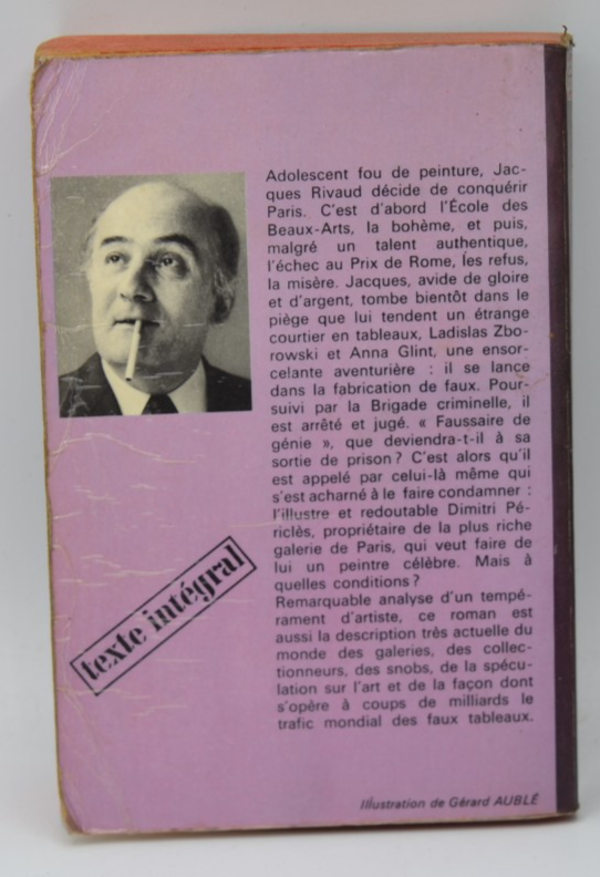 Adolescent fou de peinture, Jac-
ques Rivaud décide de conquérir
Paris. C'est d'abord l'École des
Beaux-Arts, la bohème, et puis,
malgré un talent authentique,
l'échec au Prix de Rome, les refus,
la misère. Jacques, avide de gloire
et d'argent, tombe bientôt dans le
piège que lui tendent un étrange
courtier en tableaux, Ladislas Zbo-
rowski et Anna Glint, une ensor-
celante aventurière : il se lance
dans la fabrication de faux. Pour-
suivi par la Brigade criminelle, il
est arrêté et jugé. « Faussaire de
génie », que deviendra-t-il à sa
sortie de prison ? C'est alors qu'il
est appelé par celui-là même qui
s'est acharné à le faire condamner :
l'illustre et redoutable Dimitri Pé-
riclès, propriétaire de la plus riche
galerie de Paris, qui veut faire de
lui un peintre célèbre. Mais à
quelles conditions ?
Remarquable analyse d'un tempé-
rament d'artiste, ce roman est
aussi la description très actuelle du
monde des galeries, des collec-
tionneurs, des snobs, de la spécu-
lation sur l'art et de la façon dont
s'opère à coups de milliards le
trafic mondial des faux tableaux.
texte intégral
Illustration de Gérard AUBLÉ